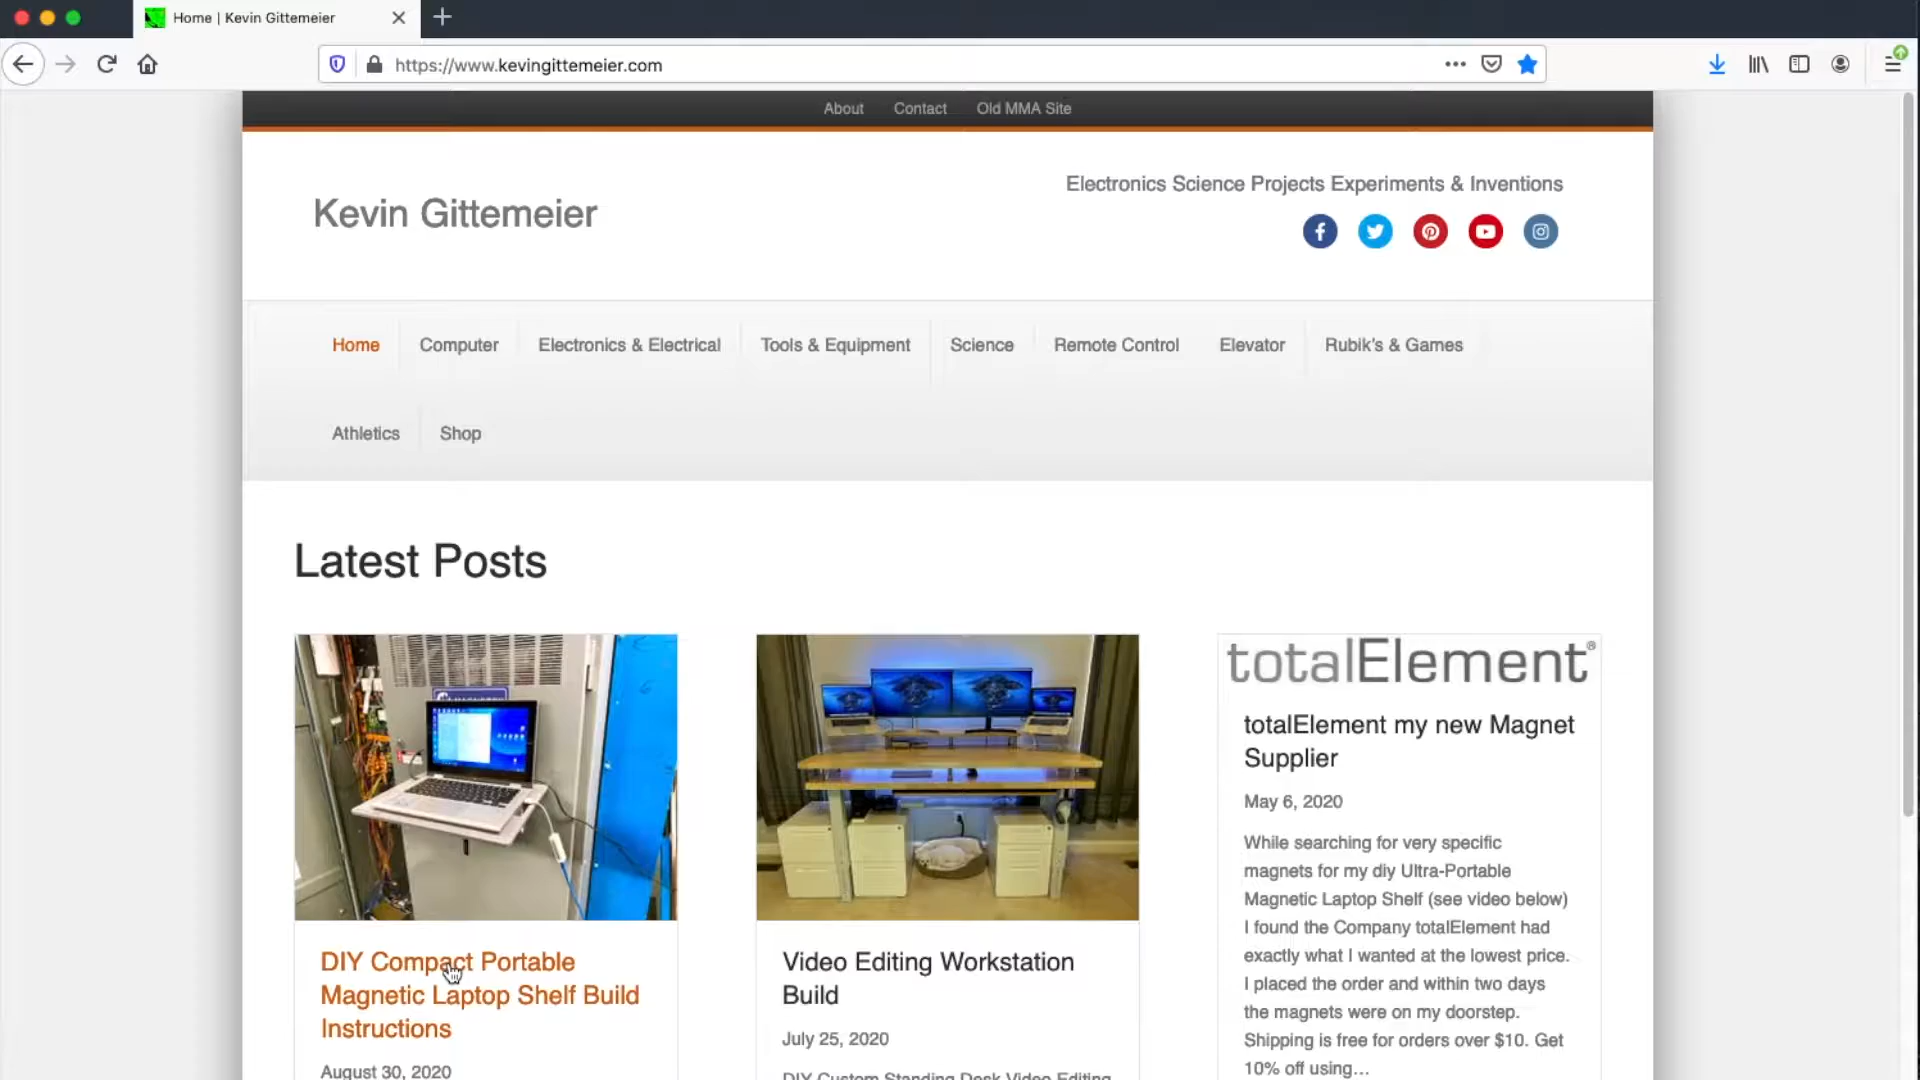 Home | Kevin Gittemeier
https://www.kevingittemeier.com
About Contact Old MMA Site
Kevin Gittemeier
Electronics Science Projects Experiments & Inventions
Home Computer Electronics & Electrical Tools & Equipment Science Remote Control Elevator Rubik's & Games
Athletics Shop
Latest Posts
DIY Compact Portable
Magnetic Laptop Shelf Build
Instructions
August 30, 2020
Video Editing Workstation
Build
July 25, 2020
DIY Custom Standing Desk Video Editing
totalElement®
totalElement my new Magnet
Supplier
May 6, 2020
While searching for very specific
magnets for my diy Ultra-Portable
Magnetic Laptop Shelf (see video below)
I found the Company totalElement had
exactly what I wanted at the lowest price.
I placed the order and within two days
the magnets were on my doorstep.
Shipping is free for orders over $10. Get
10% off using…